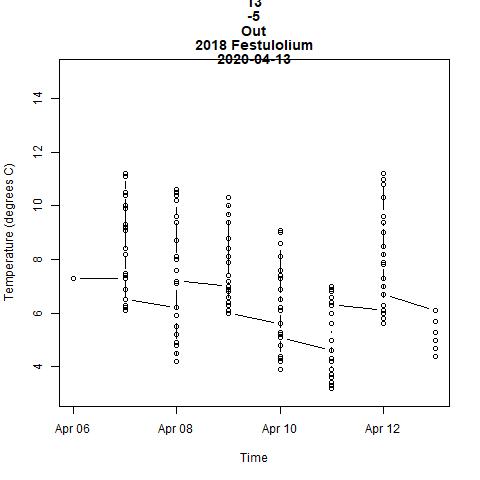 13
-5
Out
2018 Festulolium
2020-04-13
14
12
10
8
6
4
Temperature (degrees C)
Apr 06
Apr 08
Apr 10
Apr 12
Time